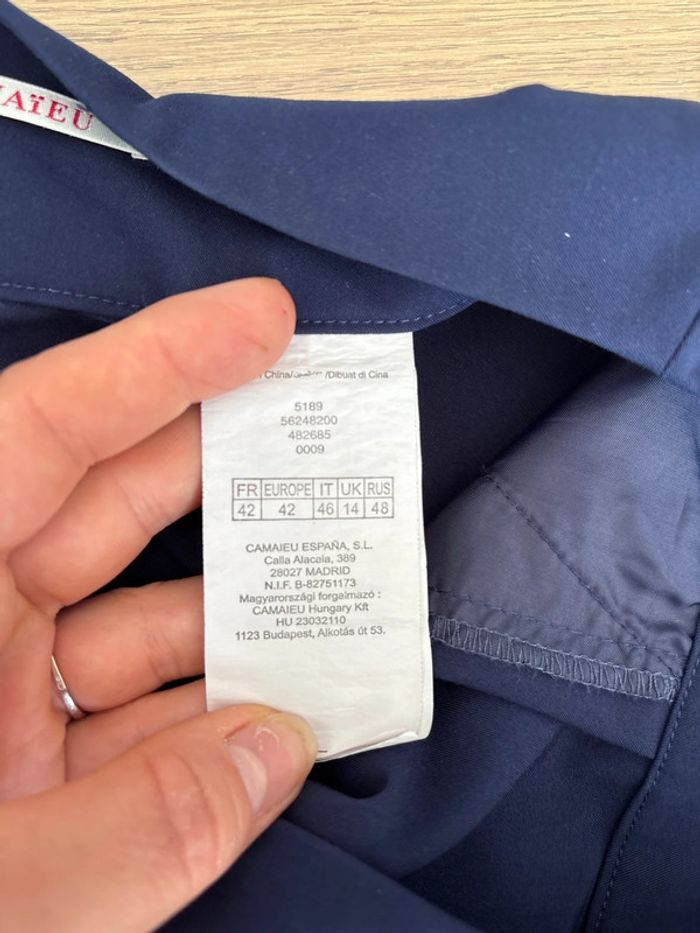 AÏEU
China/ /Dibuat di Cina
5189
56248200
482685
0009
FR EUROPE IT UK RUS
42 42 46 14 48
CAMAIEU ESPAÑA, S.L.
Calla Alacala, 389
28027 MADRID
N.I.F. B-82751173
Magyarországi forgalmazó :
CAMAIEU Hungary Kft
HU 23032110
1123 Budapest, Alkotás út 53.